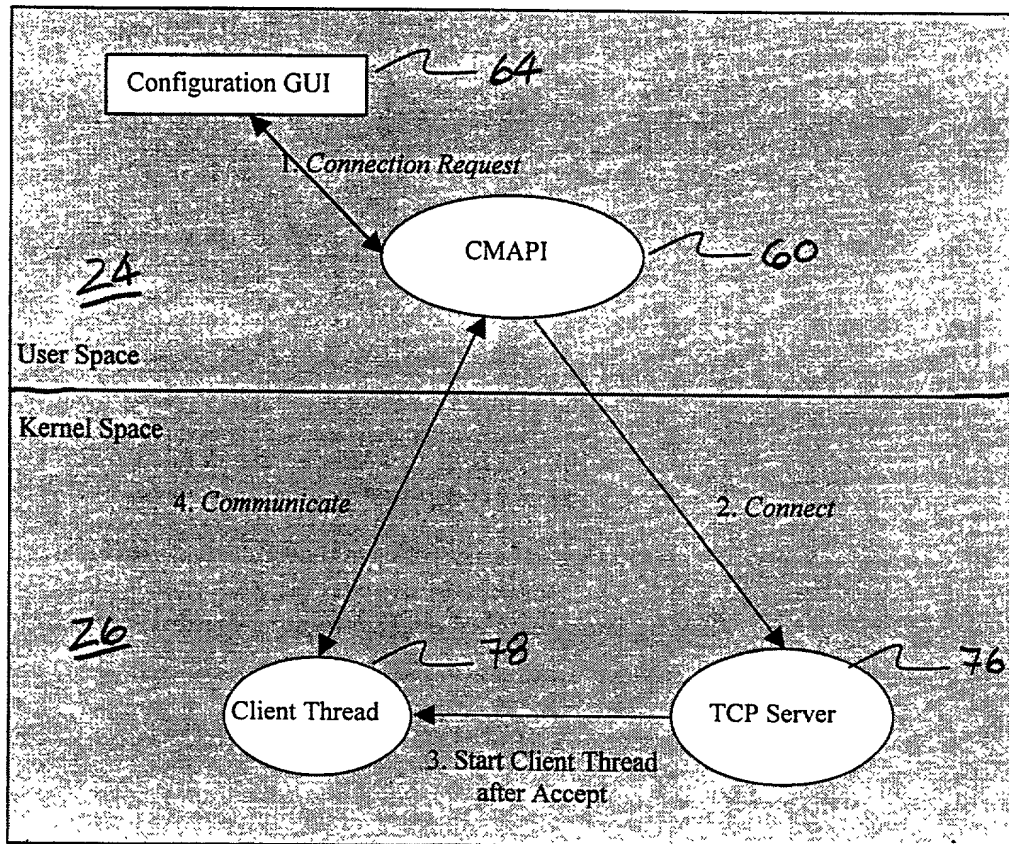 Configuration GUI
64
1. Connection Request
CMAPI
60
24
User Space
Kernel Space
4. Communicate
2. Connect
26
78
76
Client Thread
TCP Server
3. Start Client Thread
after Accept